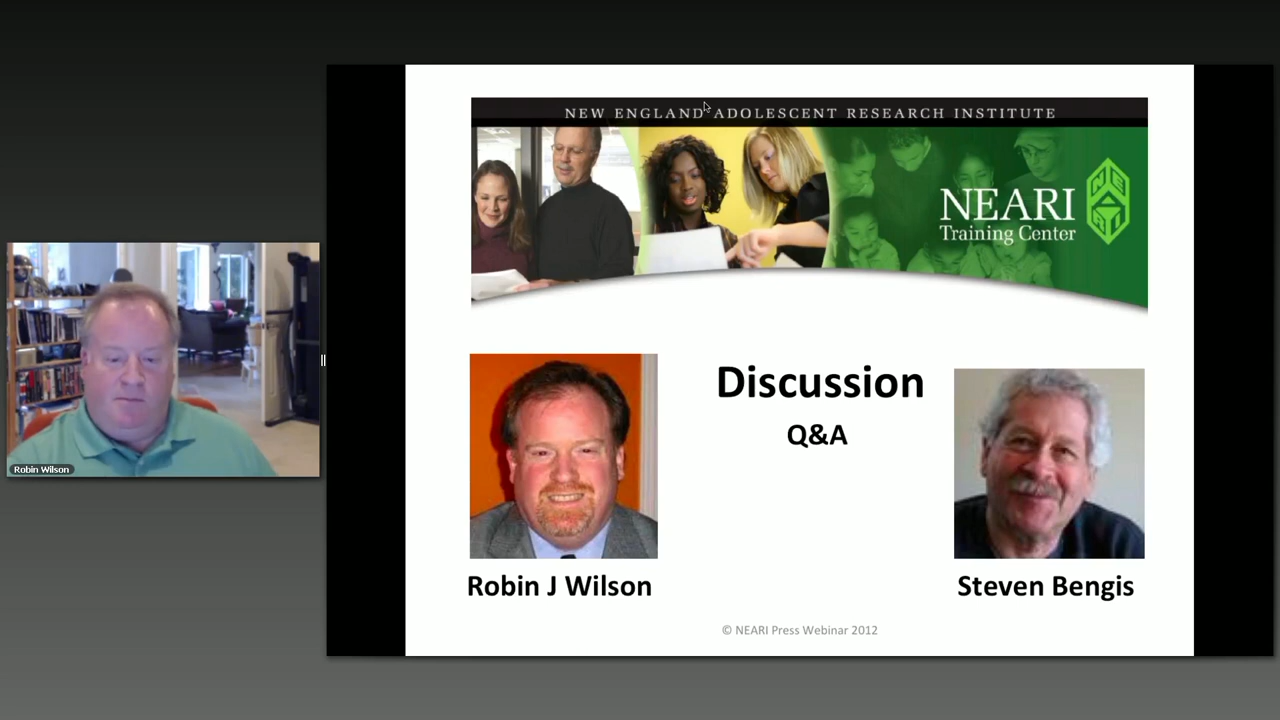 NEW ENGLAND ADOLESCENT RESEARCH INSTITUTE
NEARI
Training Center
NEARI
Discussion
Q&A
Robin J Wilson
Steven Bengis
© NEARI Press Webinar 2012
Robin Wilson